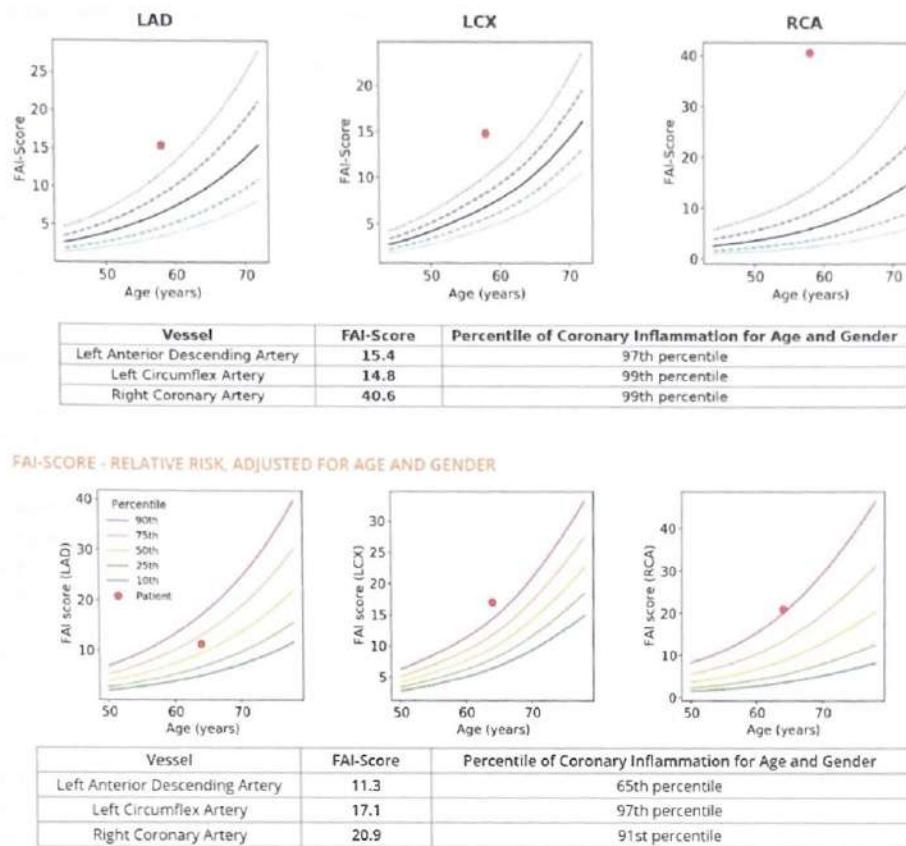 LAD LCX RCA
25
20
15
10
5
FAI-Score
50 60 70
Age (years)
20
15
10
5
FAI-Score
50 60 70
Age (years)
40
30
20
10
0
FAI-Score
50 60 70
Age (years)
Vessel FAI-Score Percentile of Coronary Inflammation for Age and Gender
Left Anterior Descending Artery 15.4 97th percentile
Left Circumflex Artery 14.8 99th percentile
Right Coronary Artery 40.6 99th percentile
FAI-SCORE - RELATIVE RISK, ADJUSTED FOR AGE AND GENDER
40
30
20
10
FAI score (LAD)
Percentile
90th
75th
50th
25th
10th
Patient
50 60 70
Age (years)
30
25
20
15
10
5
FAI score (LCX)
50 60 70
Age (years)
40
30
20
10
0
FAI score (RCA)
50 60 70
Age (years)
Vessel FAI-Score Percentile of Coronary Inflammation for Age and Gender
Left Anterior Descending Artery 11.3 65th percentile
Left Circumflex Artery 17.1 97th percentile
Right Coronary Artery 20.9 91st percentile